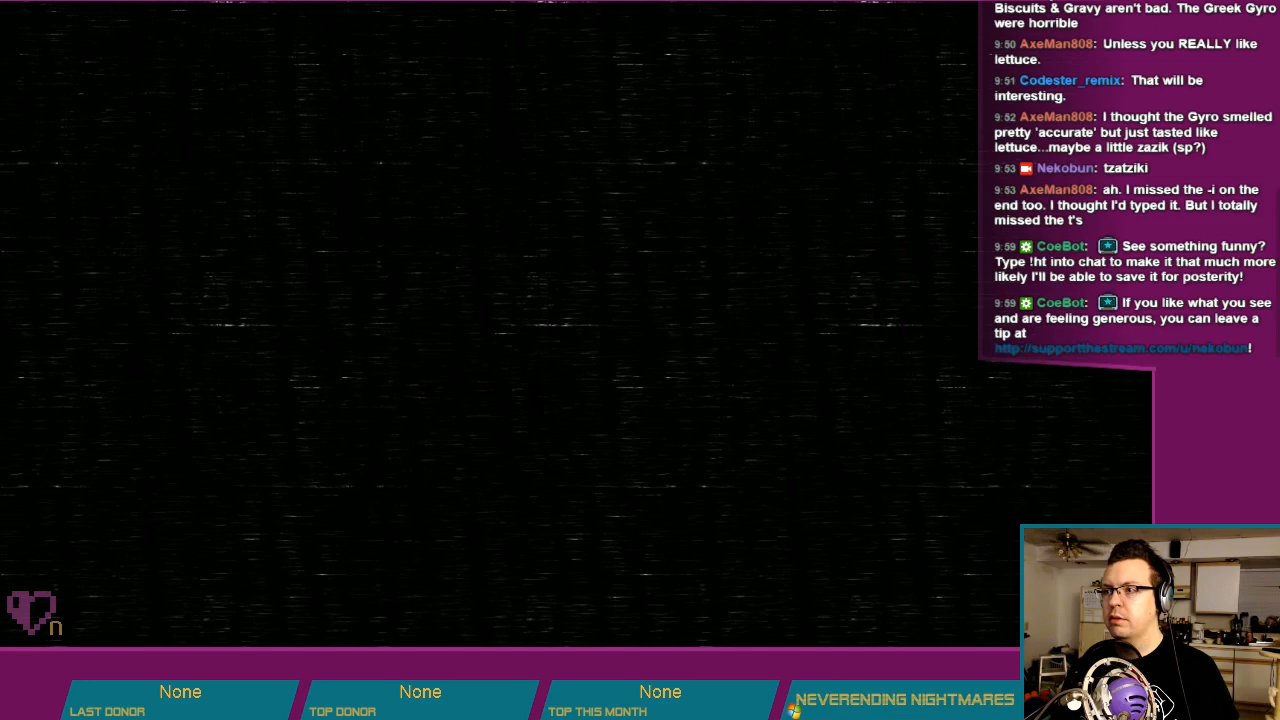 Biscuits & Gravy aren't bad. The Greek Gyro
were horrible
9:50 AxeMan808: Unless you REALLY like
lettuce.
9:51 Codester_remix: That will be
interesting.
9:52 AxeMan808: I thought the Gyro smelled
pretty 'accurate' but just tasted like
lettuce...maybe a little zazik (sp?)
9:53 Nekobun: tzatziki
9:53 AxeMan808: ah. I missed the -i on the
end too. I thought I'd typed it. But I totally
missed the t's
9:59 CoeBot: See something funny?
Type !ht into chat to make it that much more
likely I'll be able to save it for posterity!
9:59 CoeBot: If you like what you see
and are feeling generous, you can leave a
tip at
http://supportthestream.com/u/nekobun!
n
None
LAST DONOR
None
TOP DONOR
None
TOP THIS MONTH
NEVERENDING NIGHTMARES